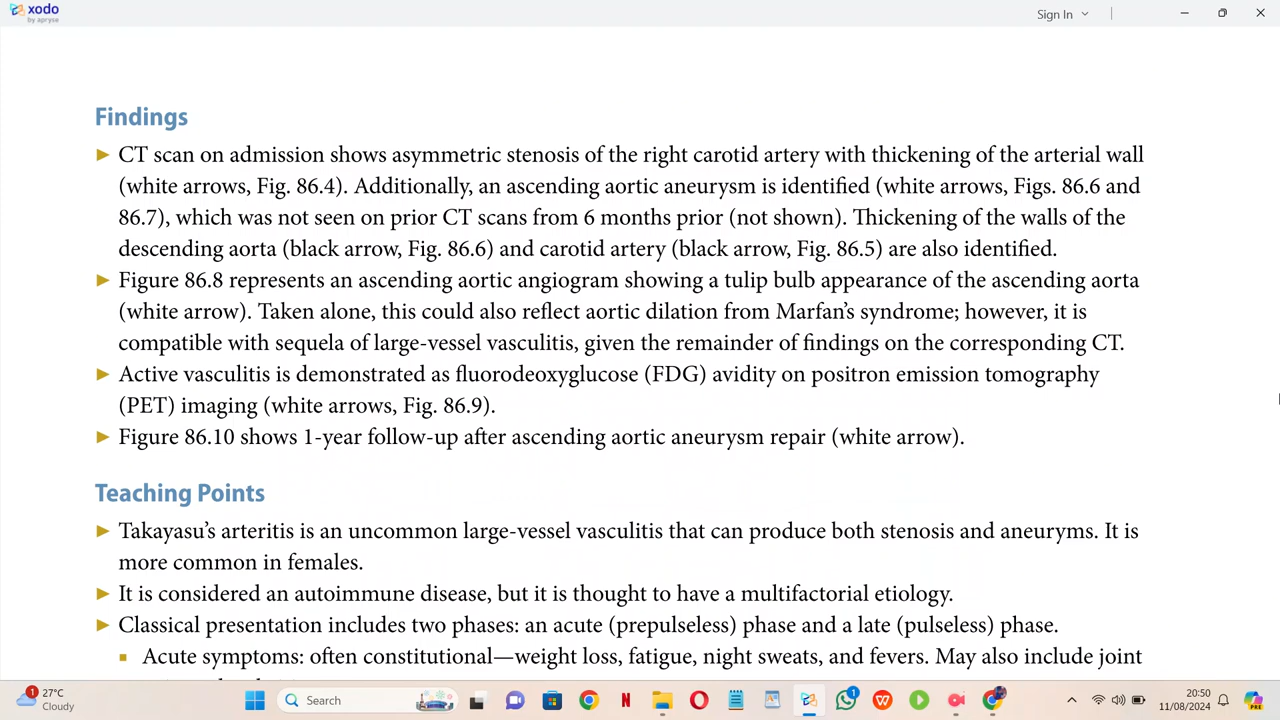 xodo
by apryse
Sign In
Findings
► CT scan on admission shows asymmetric stenosis of the right carotid artery with thickening of the arterial wall
(white arrows, Fig. 86.4). Additionally, an ascending aortic aneurysm is identified (white arrows, Figs. 86.6 and
86.7), which was not seen on prior CT scans from 6 months prior (not shown). Thickening of the walls of the
descending aorta (black arrow, Fig. 86.6) and carotid artery (black arrow, Fig. 86.5) are also identified.
► Figure 86.8 represents an ascending aortic angiogram showing a tulip bulb appearance of the ascending aorta
(white arrow). Taken alone, this could also reflect aortic dilation from Marfan’s syndrome; however, it is
compatible with sequela of large-vessel vasculitis, given the remainder of findings on the corresponding CT.
► Active vasculitis is demonstrated as fluorodeoxyglucose (FDG) avidity on positron emission tomography
(PET) imaging (white arrows, Fig. 86.9).
► Figure 86.10 shows 1-year follow-up after ascending aortic aneurysm repair (white arrow).
Teaching Points
► Takayasu’s arteritis is an uncommon large-vessel vasculitis that can produce both stenosis and aneuryms. It is
more common in females.
► It is considered an autoimmune disease, but it is thought to have a multifactorial etiology.
► Classical presentation includes two phases: an acute (prepulseless) phase and a late (pulseless) phase.
■ Acute symptoms: often constitutional—weight loss, fatigue, night sweats, and fevers. May also include joint
1
27°C
Cloudy
Search
1
20:50
11/08/2024